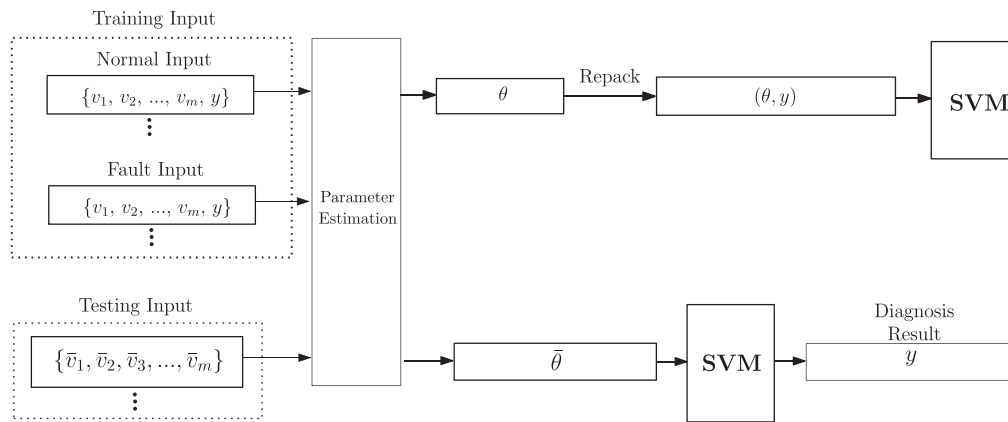 Training Input
Normal Input
{v₁, v₂, ..., vₘ, y}
Fault Input
{v₁, v₂, ..., vₘ, y}
Testing Input
{v̅₁, v̅₂, v̅₃, ..., v̅ₘ}
Parameter
Estimation
θ
Repack
(θ, y)
SVM
θ̅
SVM
Diagnosis
Result
y